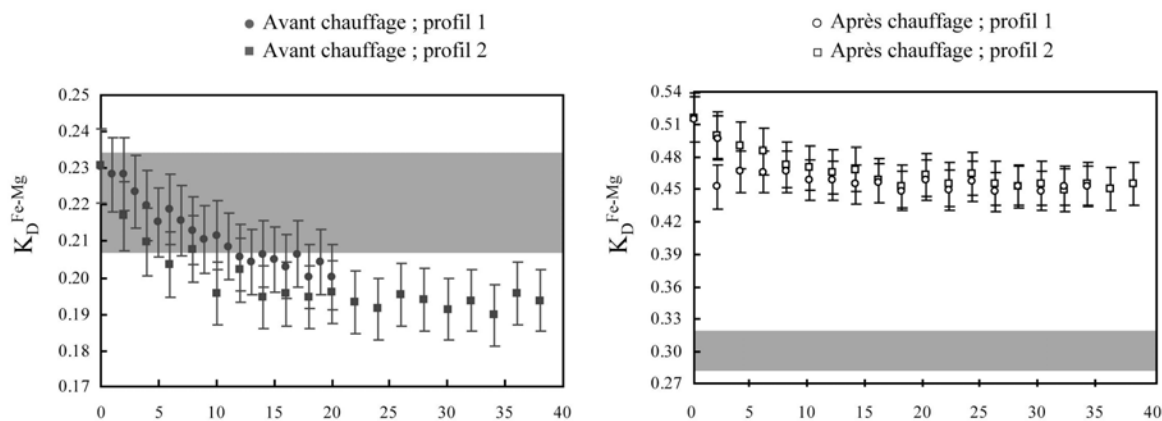 Avant chauffage ; profil 1
Avant chauffage ; profil 2
K_D^Fe-Mg
0.25
0.24
0.23
0.22
0.21
0.20
0.19
0.18
0.17
0 5 10 15 20 25 30 35 40
Après chauffage ; profil 1
Après chauffage ; profil 2
K_D^Fe-Mg
0.54
0.51
0.48
0.45
0.42
0.39
0.36
0.33
0.30
0.27
0 5 10 15 20 25 30 35 40